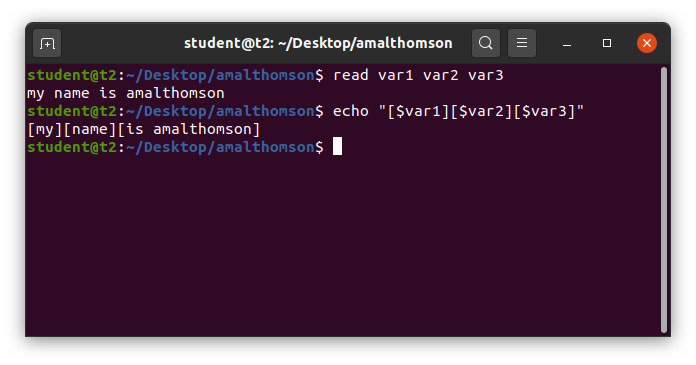 student@t2: ~/Desktop/amalthomson
student@t2:~/Desktop/amalthomson$ read var1 var2 var3
my name is amalthomson
student@t2:~/Desktop/amalthomson$ echo "[$var1][$var2][$var3]"
[my][name][is amalthomson]
student@t2:~/Desktop/amalthomson$